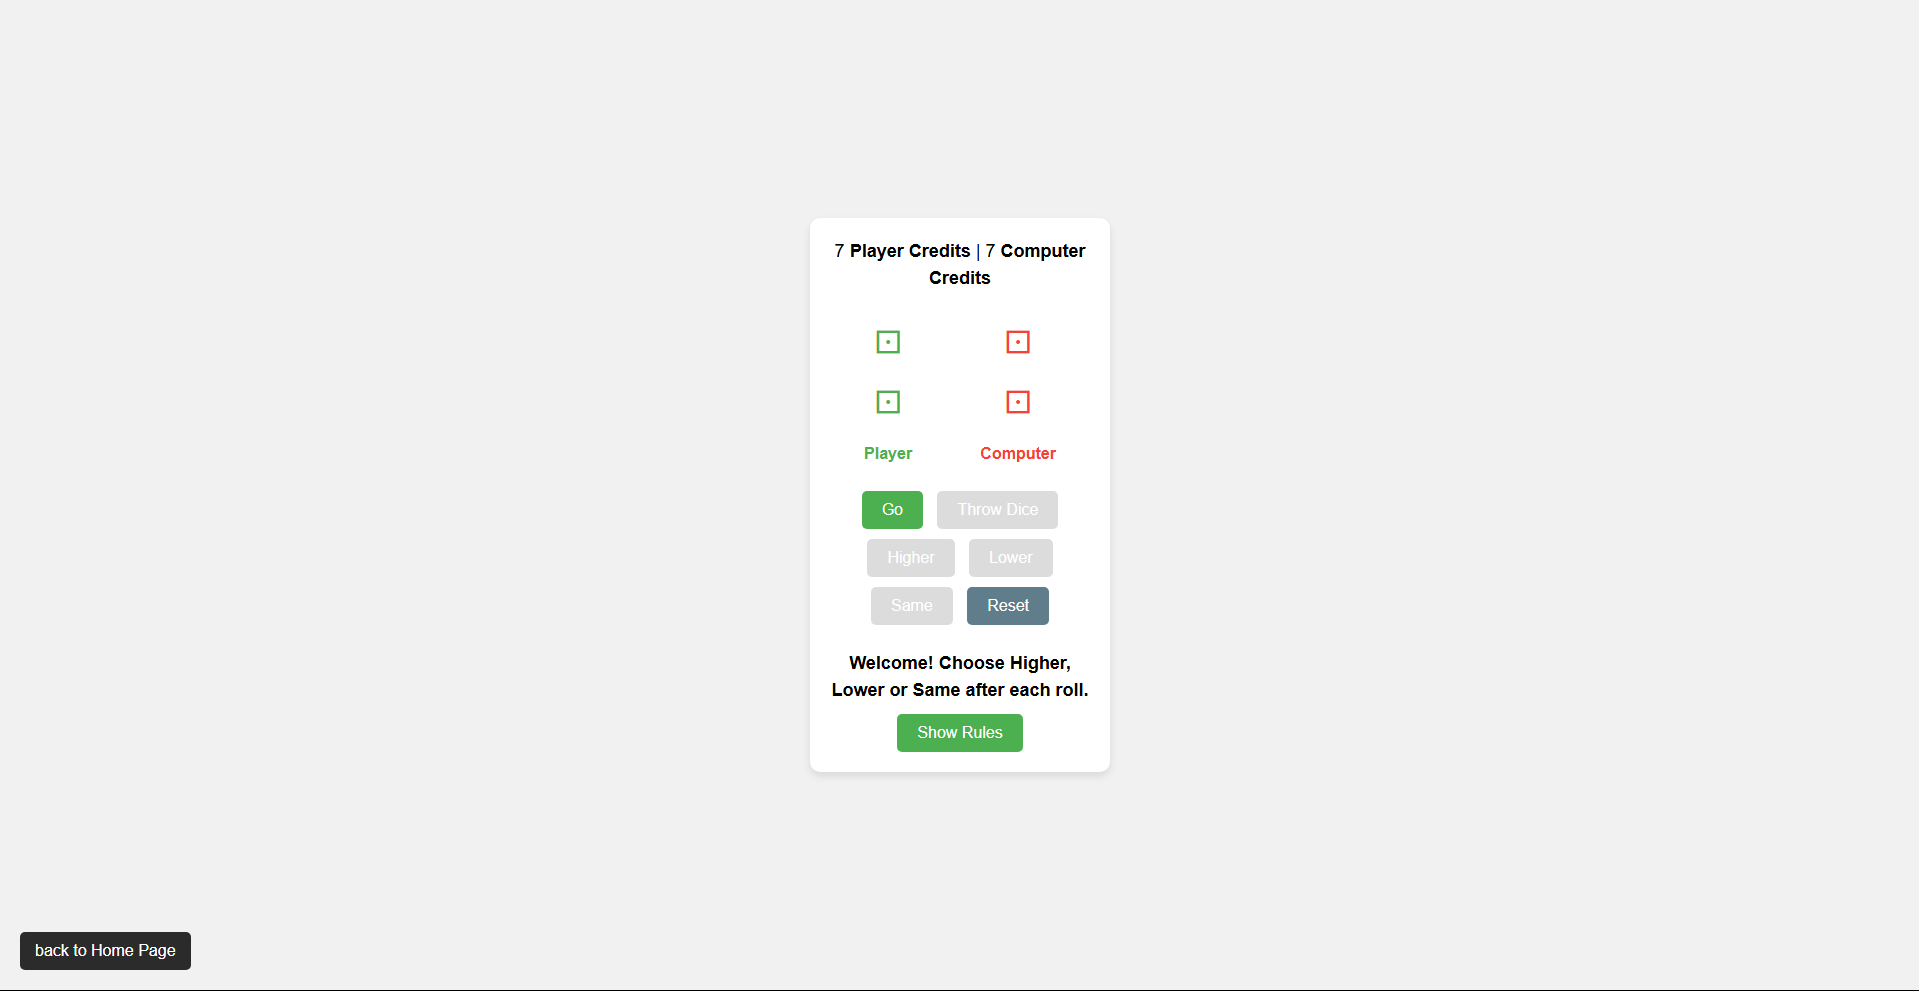 7 Player Credits | 7 Computer
Credits
Player Computer
Go Throw Dice
Higher Lower
Same Reset
Welcome! Choose Higher,
Lower or Same after each roll.
Show Rules
back to Home Page